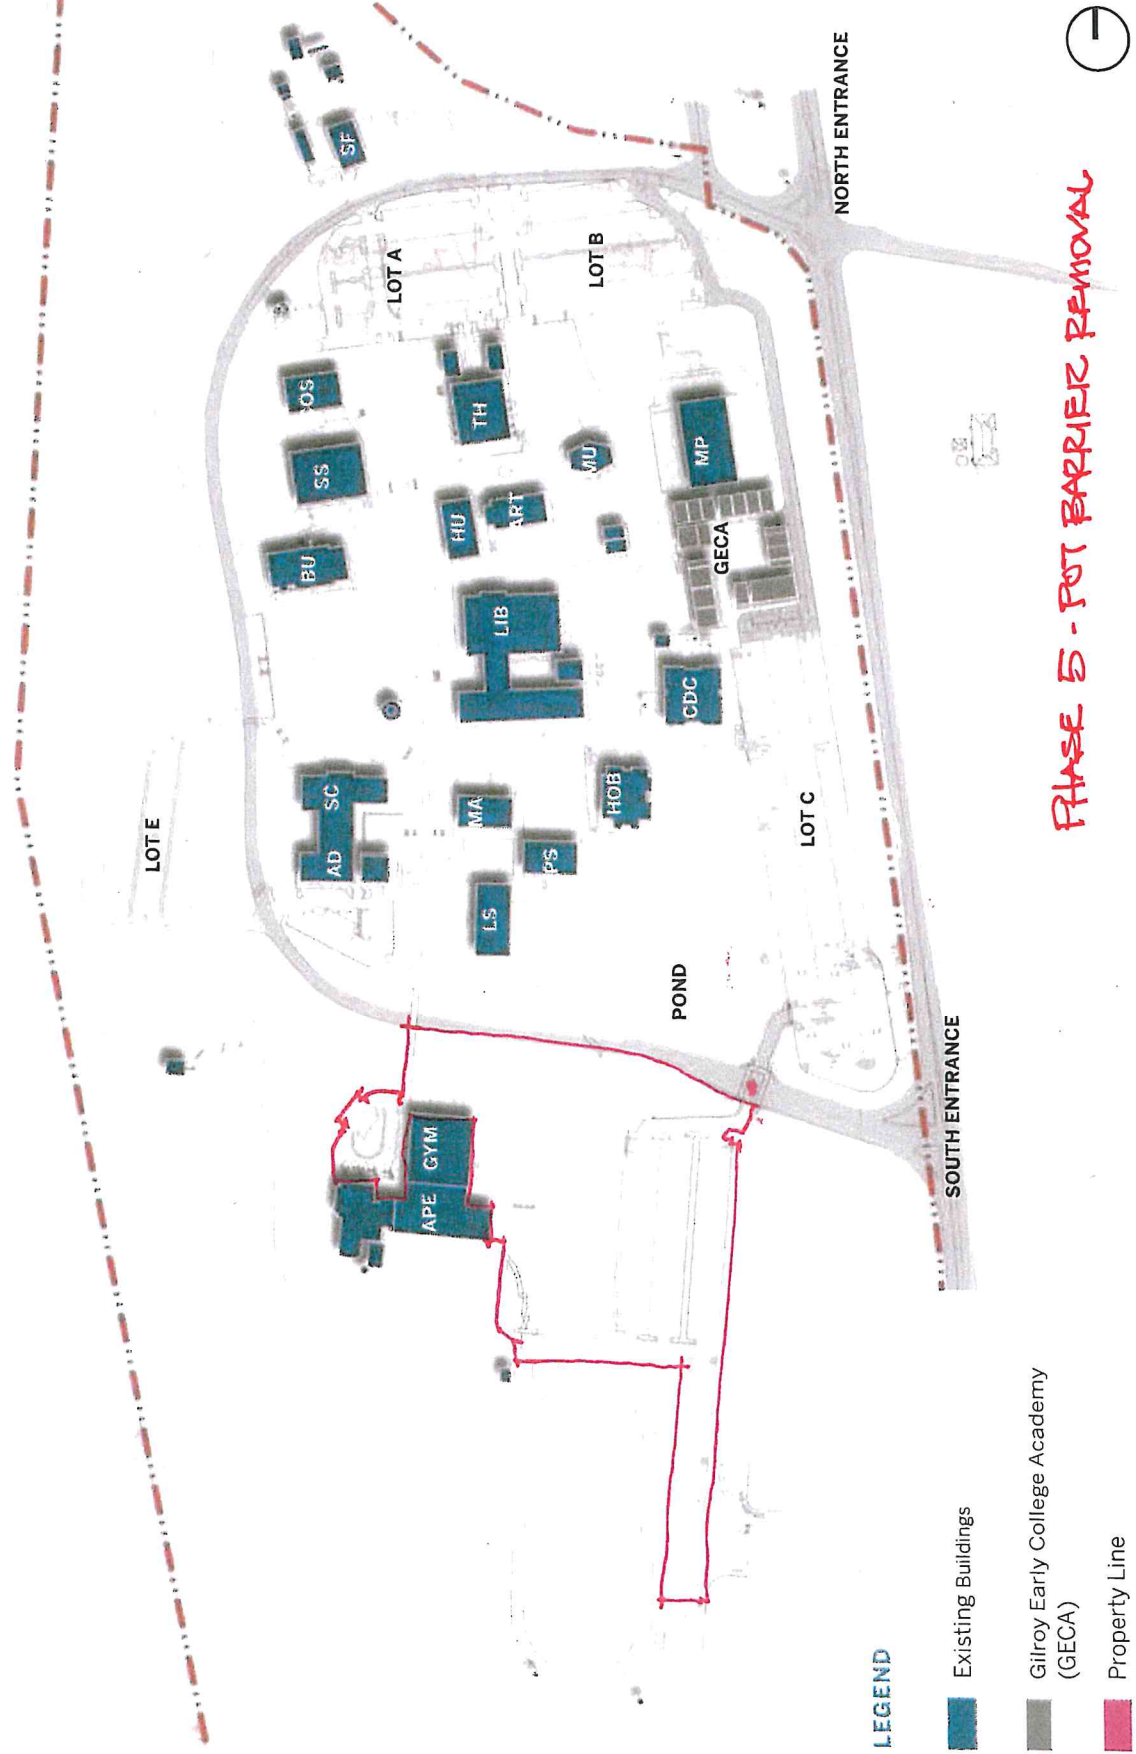 LOT E
AD
SC
BU
SS
SF
LOT A
APE
GYM
MA
HU
TH
LS
LIB
ART
PS
MU
LOT B
HOB
POND
CDC
MP
GECA
LOT C
NORTH ENTRANCE
SOUTH ENTRANCE
LEGEND
Existing Buildings
Gilroy Early College Academy
(GECA)
Property Line
PHASE 5 - POT BARRIER REMOVAL